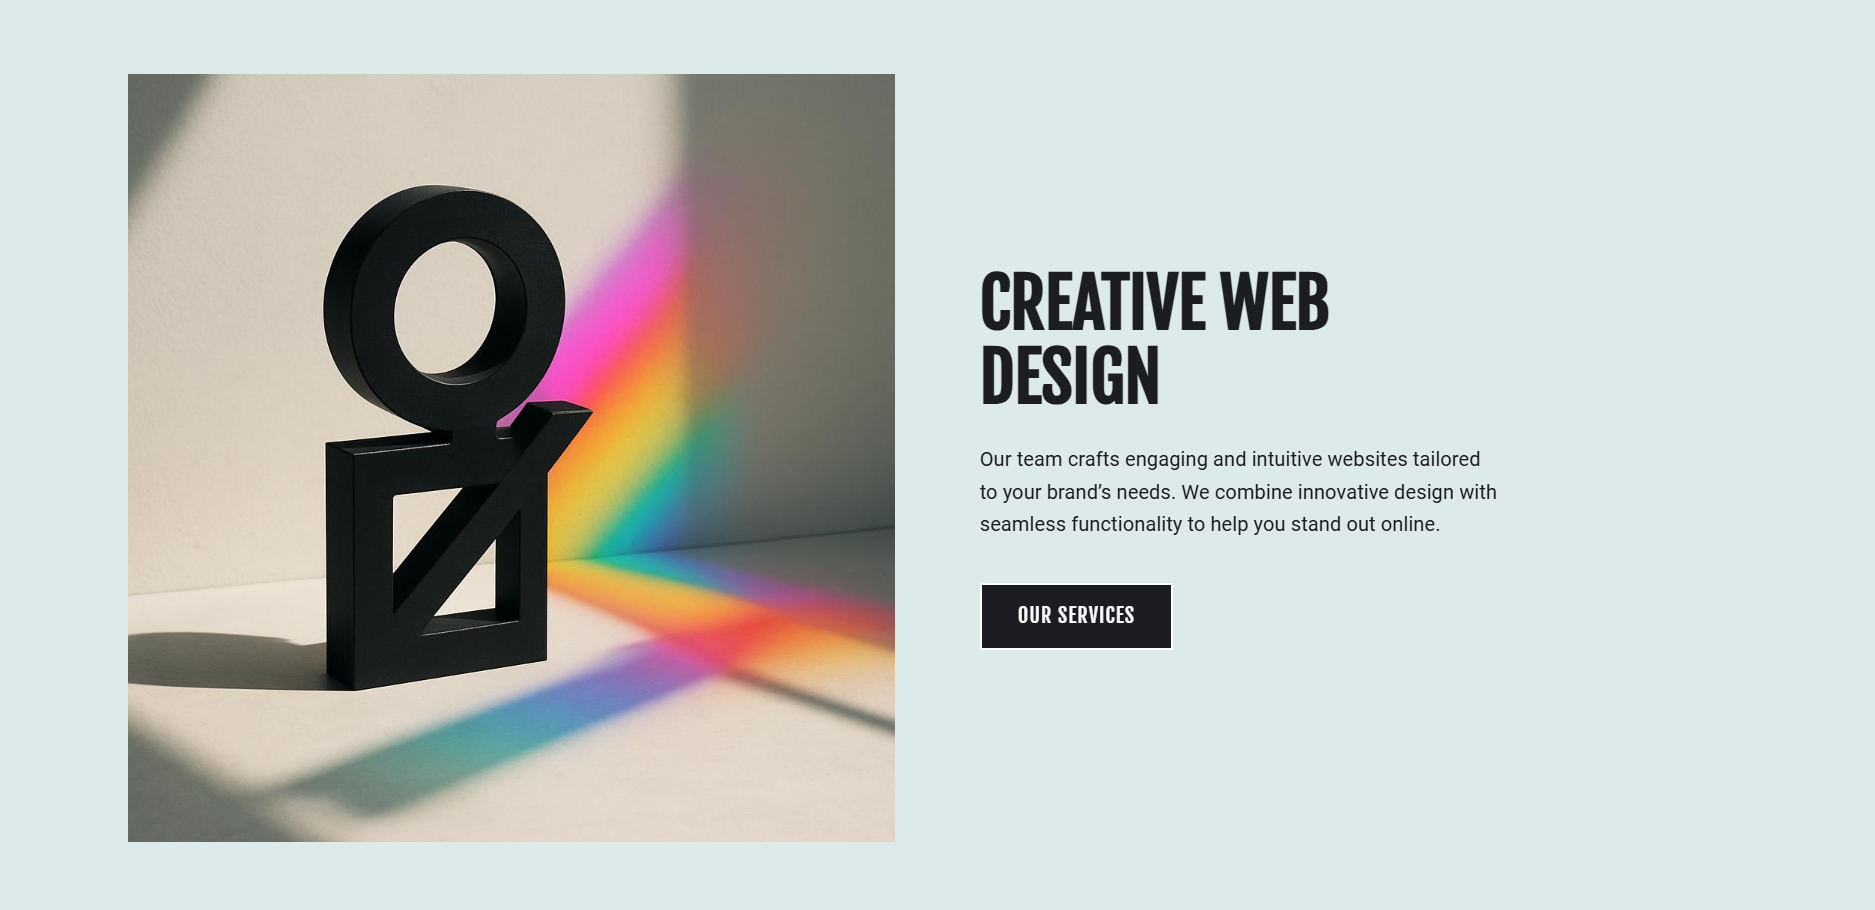 CREATIVE WEB
DESIGN
Our team crafts engaging and intuitive websites tailored
to your brand’s needs. We combine innovative design with
seamless functionality to help you stand out online.
OUR SERVICES